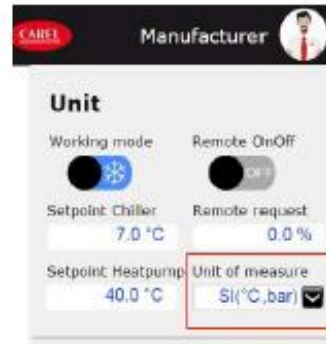 CAREL Manufacturer
Unit
Working mode Remote OnOff
OFF
Setpoint Chiller Remote request
7.0 °C 0.0 %
Setpoint Heatpump Unit of measure
40.0 °C SI(°C,bar)